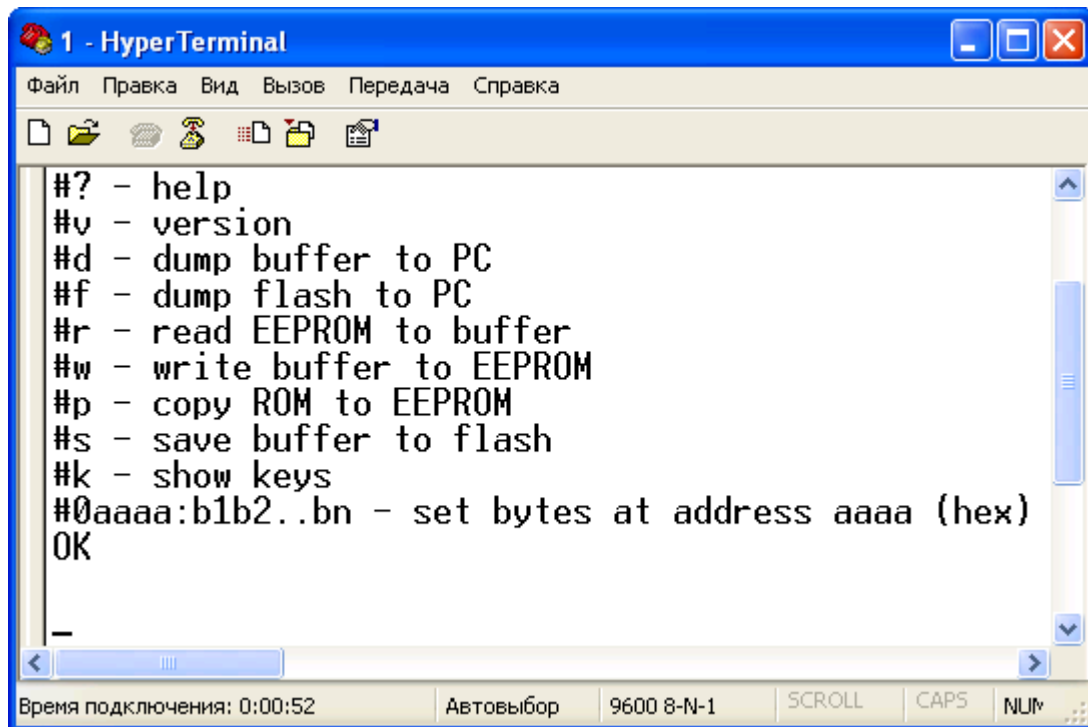 1 - HyperTerminal
Файл Правка Вид Вызов Передача Справка
#? - help
#v - version
#d - dump buffer to PC
#f - dump flash to PC
#r - read EEPROM to buffer
#w - write buffer to EEPROM
#p - copy ROM to EEPROM
#s - save buffer to flash
#k - show keys
#0aaaa:b1b2..bn - set bytes at address aaaa (hex)
OK
_
Время подключения: 0:00:52 Автовыбор 9600 8-N-1 SCROLL CAPS NUM